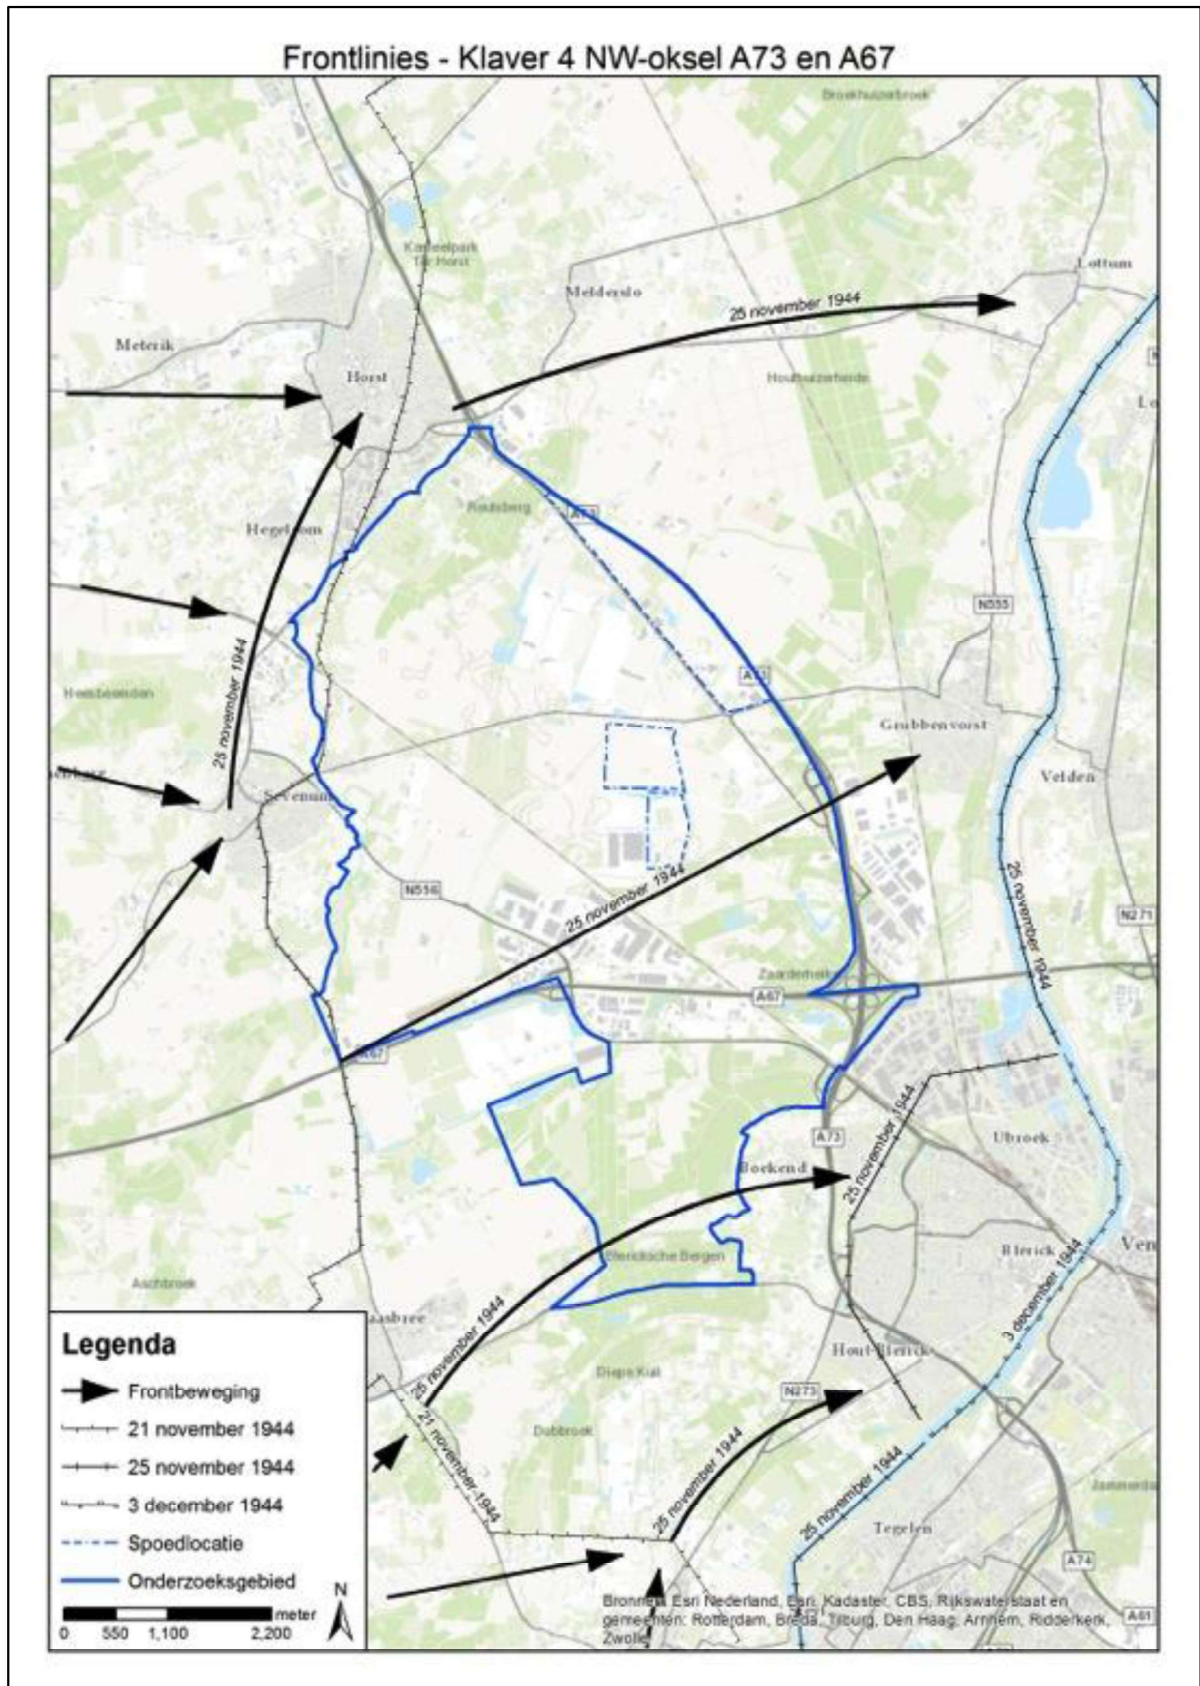 Frontlinies - Klaver 4 NW-oksel A73 en A67
Broekhuizerbroek
Kasteelpark
Ter Horst
Lottum
Melderslo
25 november 1944
Meterik
Horst
Houthuizerheide
Lo
Reulsberg
A73
Hegelsom
N555
25 november 1944
A73
Grubbenvorst
Velden
Sevenum
25 november 1944
N556
25 november 1944
N271
Zaarderheike
A67
A67
25 november 1944
Ubroek
A73
Boekend
Blerick
Ven
Blerickse Bergen
3 december 1944
aasbree
25 november 1944
Hout-Blerick
N273
21 november 1944
Dubbroek
25 november 1944
25 november 1944
Tegelen
A74
A61
Legenda
Frontbeweging
21 november 1944
25 november 1944
3 december 1944
Spoedlocatie
Onderzoeksgebied
N
meter
0 550 1,100 2,200
Bronnen: Esri Nederland, Esri, Kadaster, CBS, Rijkswaterstaat en
gemeenten: Rotterdam, Breda, Tilburg, Den Haag, Arnhem, Ridderkerk,
Zwolle